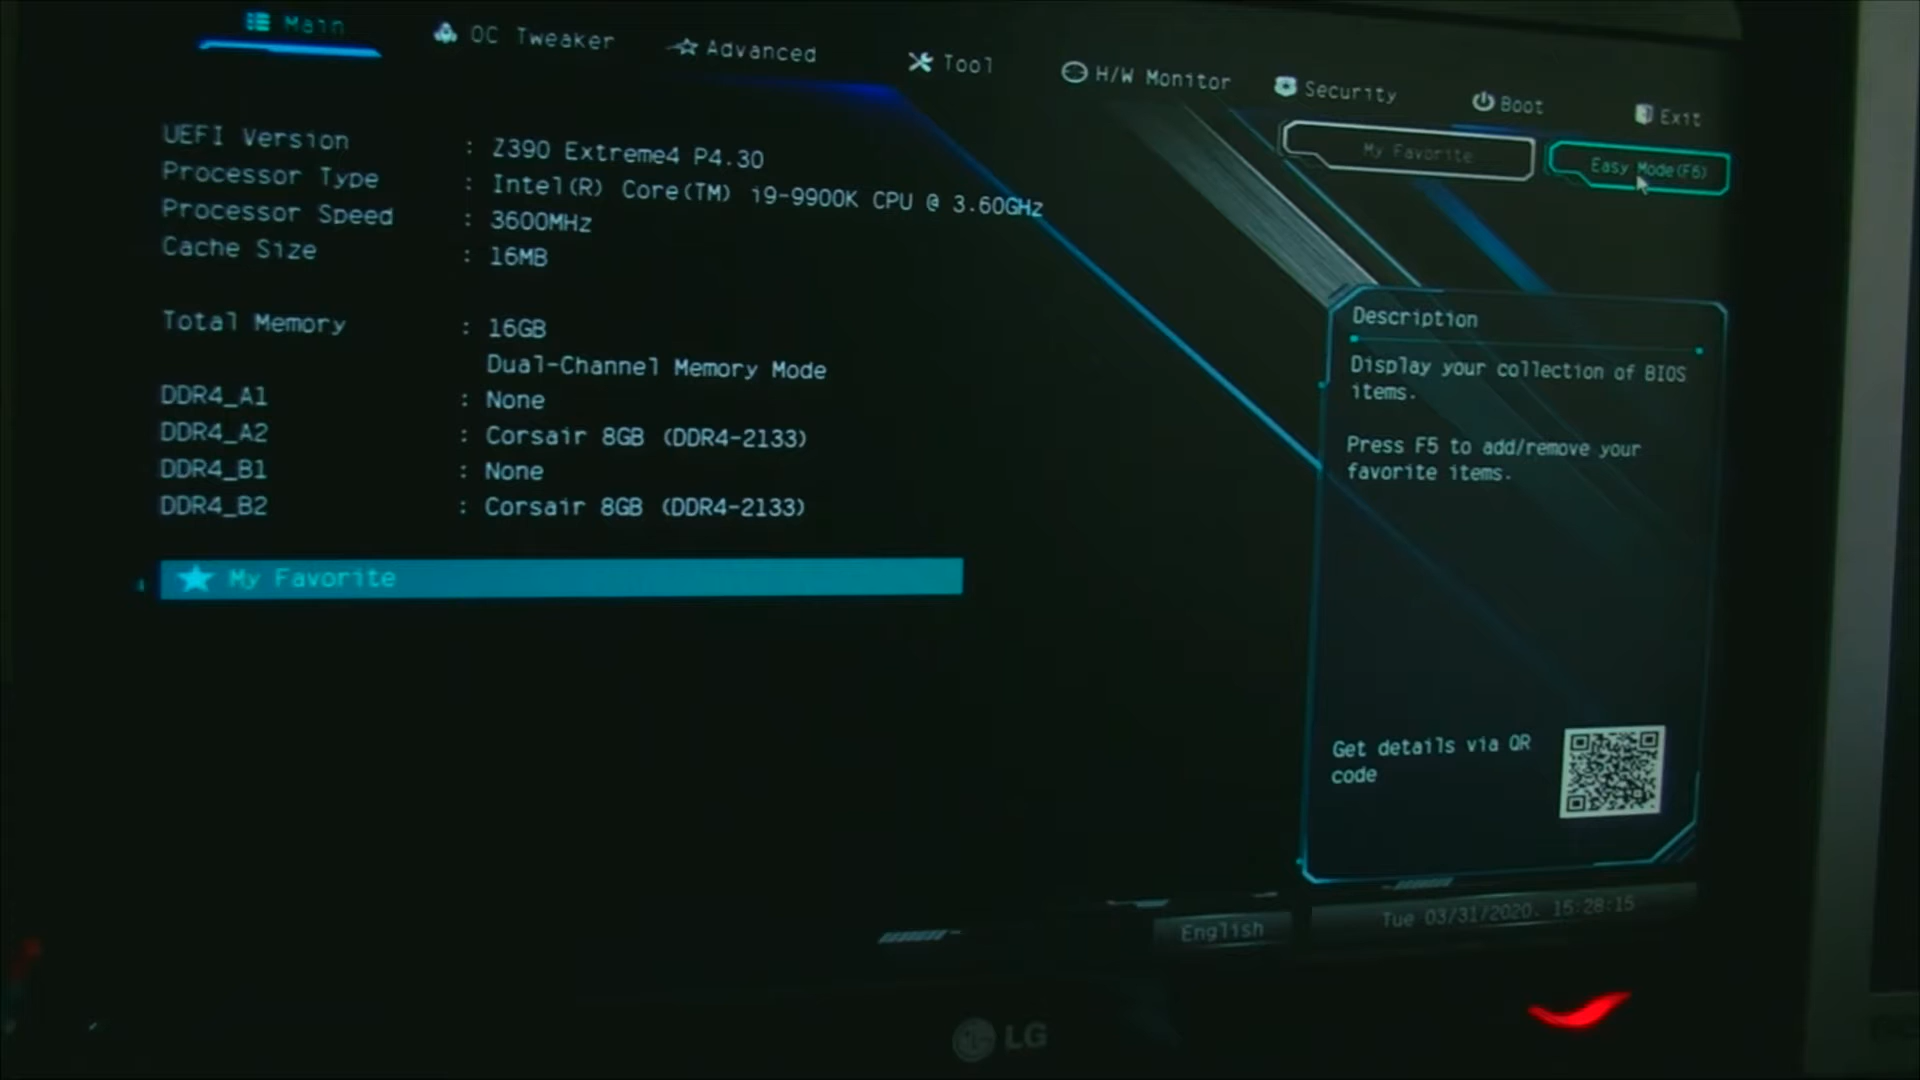 Main
OC Tweaker
Advanced
Tool
H/W Monitor
Security
Boot
Exit
My Favorite
Easy Mode(F6)
UEFI Version : Z390 Extreme4 P4.30
Processor Type : Intel(R) Core(TM) i9-9900K CPU @ 3.60GHz
Processor Speed : 3600MHz
Cache Size : 16MB
Total Memory : 16GB
Dual-Channel Memory Mode
DDR4_A1 : None
DDR4_A2 : Corsair 8GB (DDR4-2133)
DDR4_B1 : None
DDR4_B2 : Corsair 8GB (DDR4-2133)
My Favorite
Description
Display your collection of BIOS
items.
Press F5 to add/remove your
favorite items.
Get details via QR
code
English
Tue 03/31/2020. 15:28:15
LG